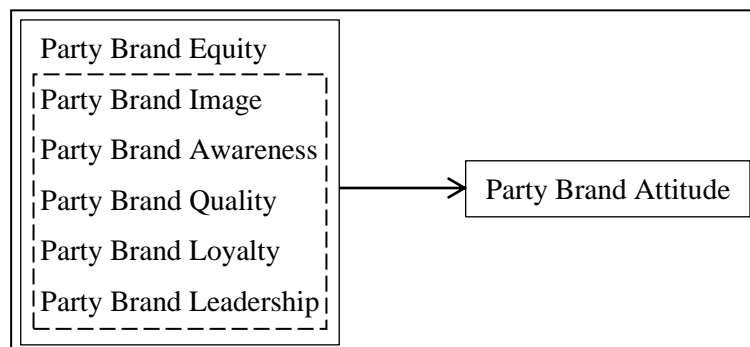 Party Brand Equity
Party Brand Image
Party Brand Awareness
Party Brand Quality
Party Brand Loyalty
Party Brand Leadership
Party Brand Attitude